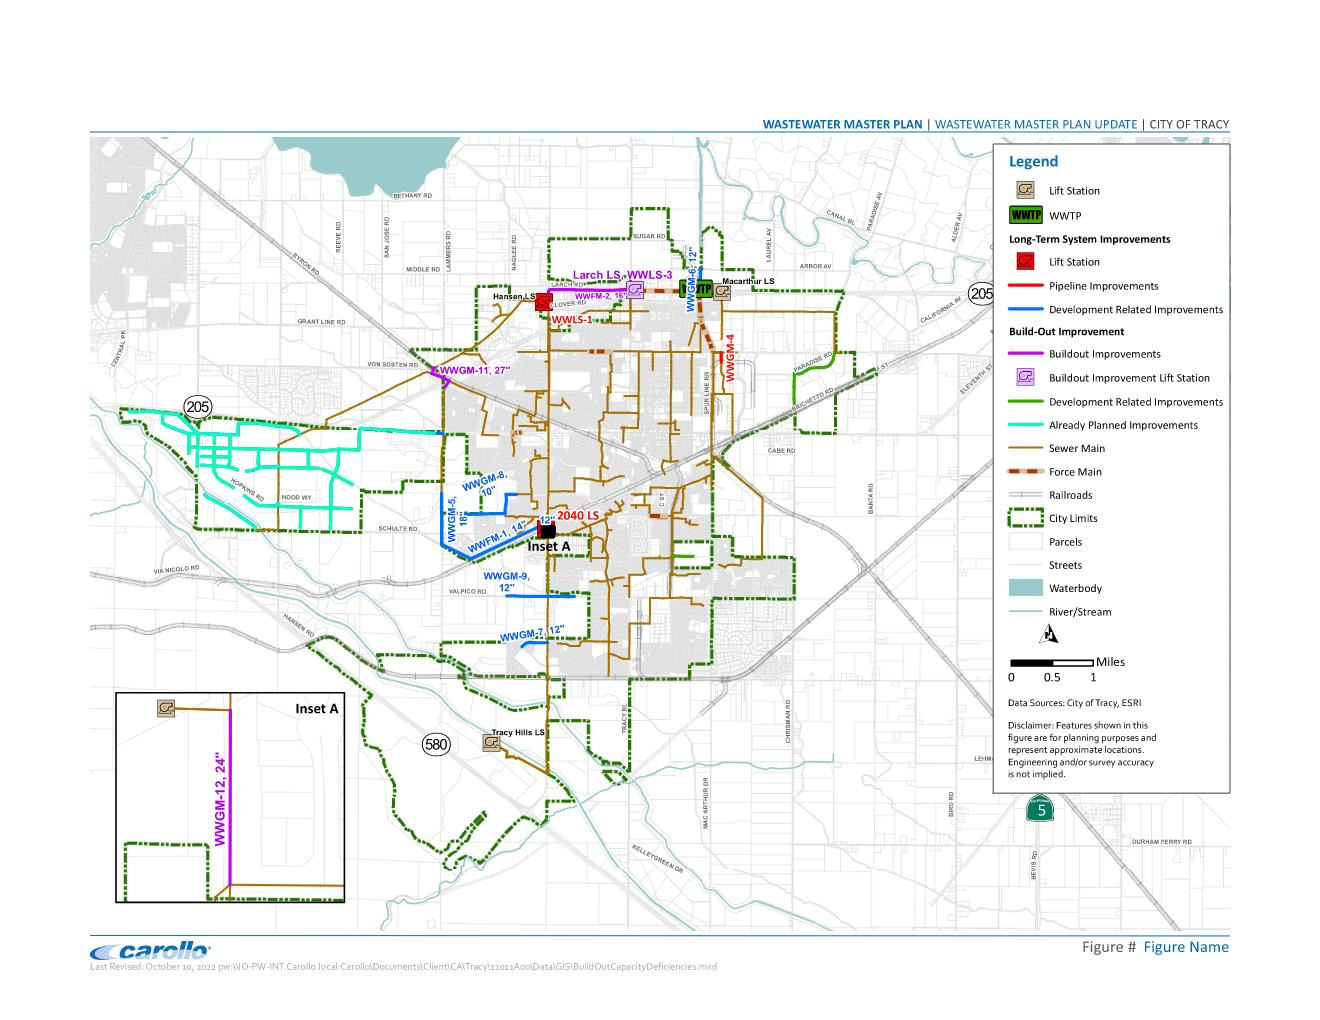 WASTEWATER MASTER PLAN | WASTEWATER MASTER PLAN UPDATE | CITY OF TRACY
Legend
Lift Station
WWTP WWTP
Long-Term System Improvements
Lift Station
Pipeline Improvements
Development Related Improvements
Build-Out Improvement
Buildout Improvements
Buildout Improvement Lift Station
Development Related Improvements
Already Planned Improvements
Sewer Main
Force Main
Railroads
City Limits
Parcels
Streets
Waterbody
River/Stream
Miles
0 0.5 1
Data Sources: City of Tracy, ESRI
Disclaimer: Features shown in this
figure are for planning purposes and
represent approximate locations.
Engineering and/or survey accuracy
is not implied.
BETHANY RD
REEVE RD
SAN JOSE RD
LAMMERS RD
NAGLEE RD
SUGAR RD
LAUREL AV
CANAL BL
PARADISE AV
ALDER AV
BYRON RD
MIDDLE RD
ARBOR AV
Larch LS, WWLS-3
LARCH RD
WWGM-6, 12"
Macarthur LS
Hansen LS
WWFM-2, 16"
CLOVER RD
205
CALIFORNIA AV
GRANT LINE RD
WWLS-1
CENTRAL PK
WWGM-4
VON SOSTEN RD
WWGM-11, 27"
PARADISE RD
E ST
ELEVENTH ST
SPUR LINE RR
BRICHETTO RD
205
CABE RD
WWGM-8,
10"
HOPKINS RD
HOOD WY
WWGM-5,
18"
C ST
BANTA RD
SCHULTE RD
WWFM-1, 14"
12"
2040 LS
Inset A
VIA NICOLO RD
VALPICO RD
WWGM-9,
12"
HANSEN RD
WWGM-7, 12"
TRACY BL
CHRISMAN RD
Tracy Hills LS
580
LEHM
MAC ARTHUR DR
BIRD RD
CALIFORNIA
5
DURHAM FERRY RD
KELLEYGREEN DR
BEVIS RD
Inset A
WWGM-12, 24"
carollo
Figure # Figure Name
Last Revised: October 10, 2022 pw:\\IO-PW-INT.Carollo.local:Carollo\Documents\Client\CA\Tracy\11011A00\Data\GIS\BuildOutCapacityDeficiencies.mxd